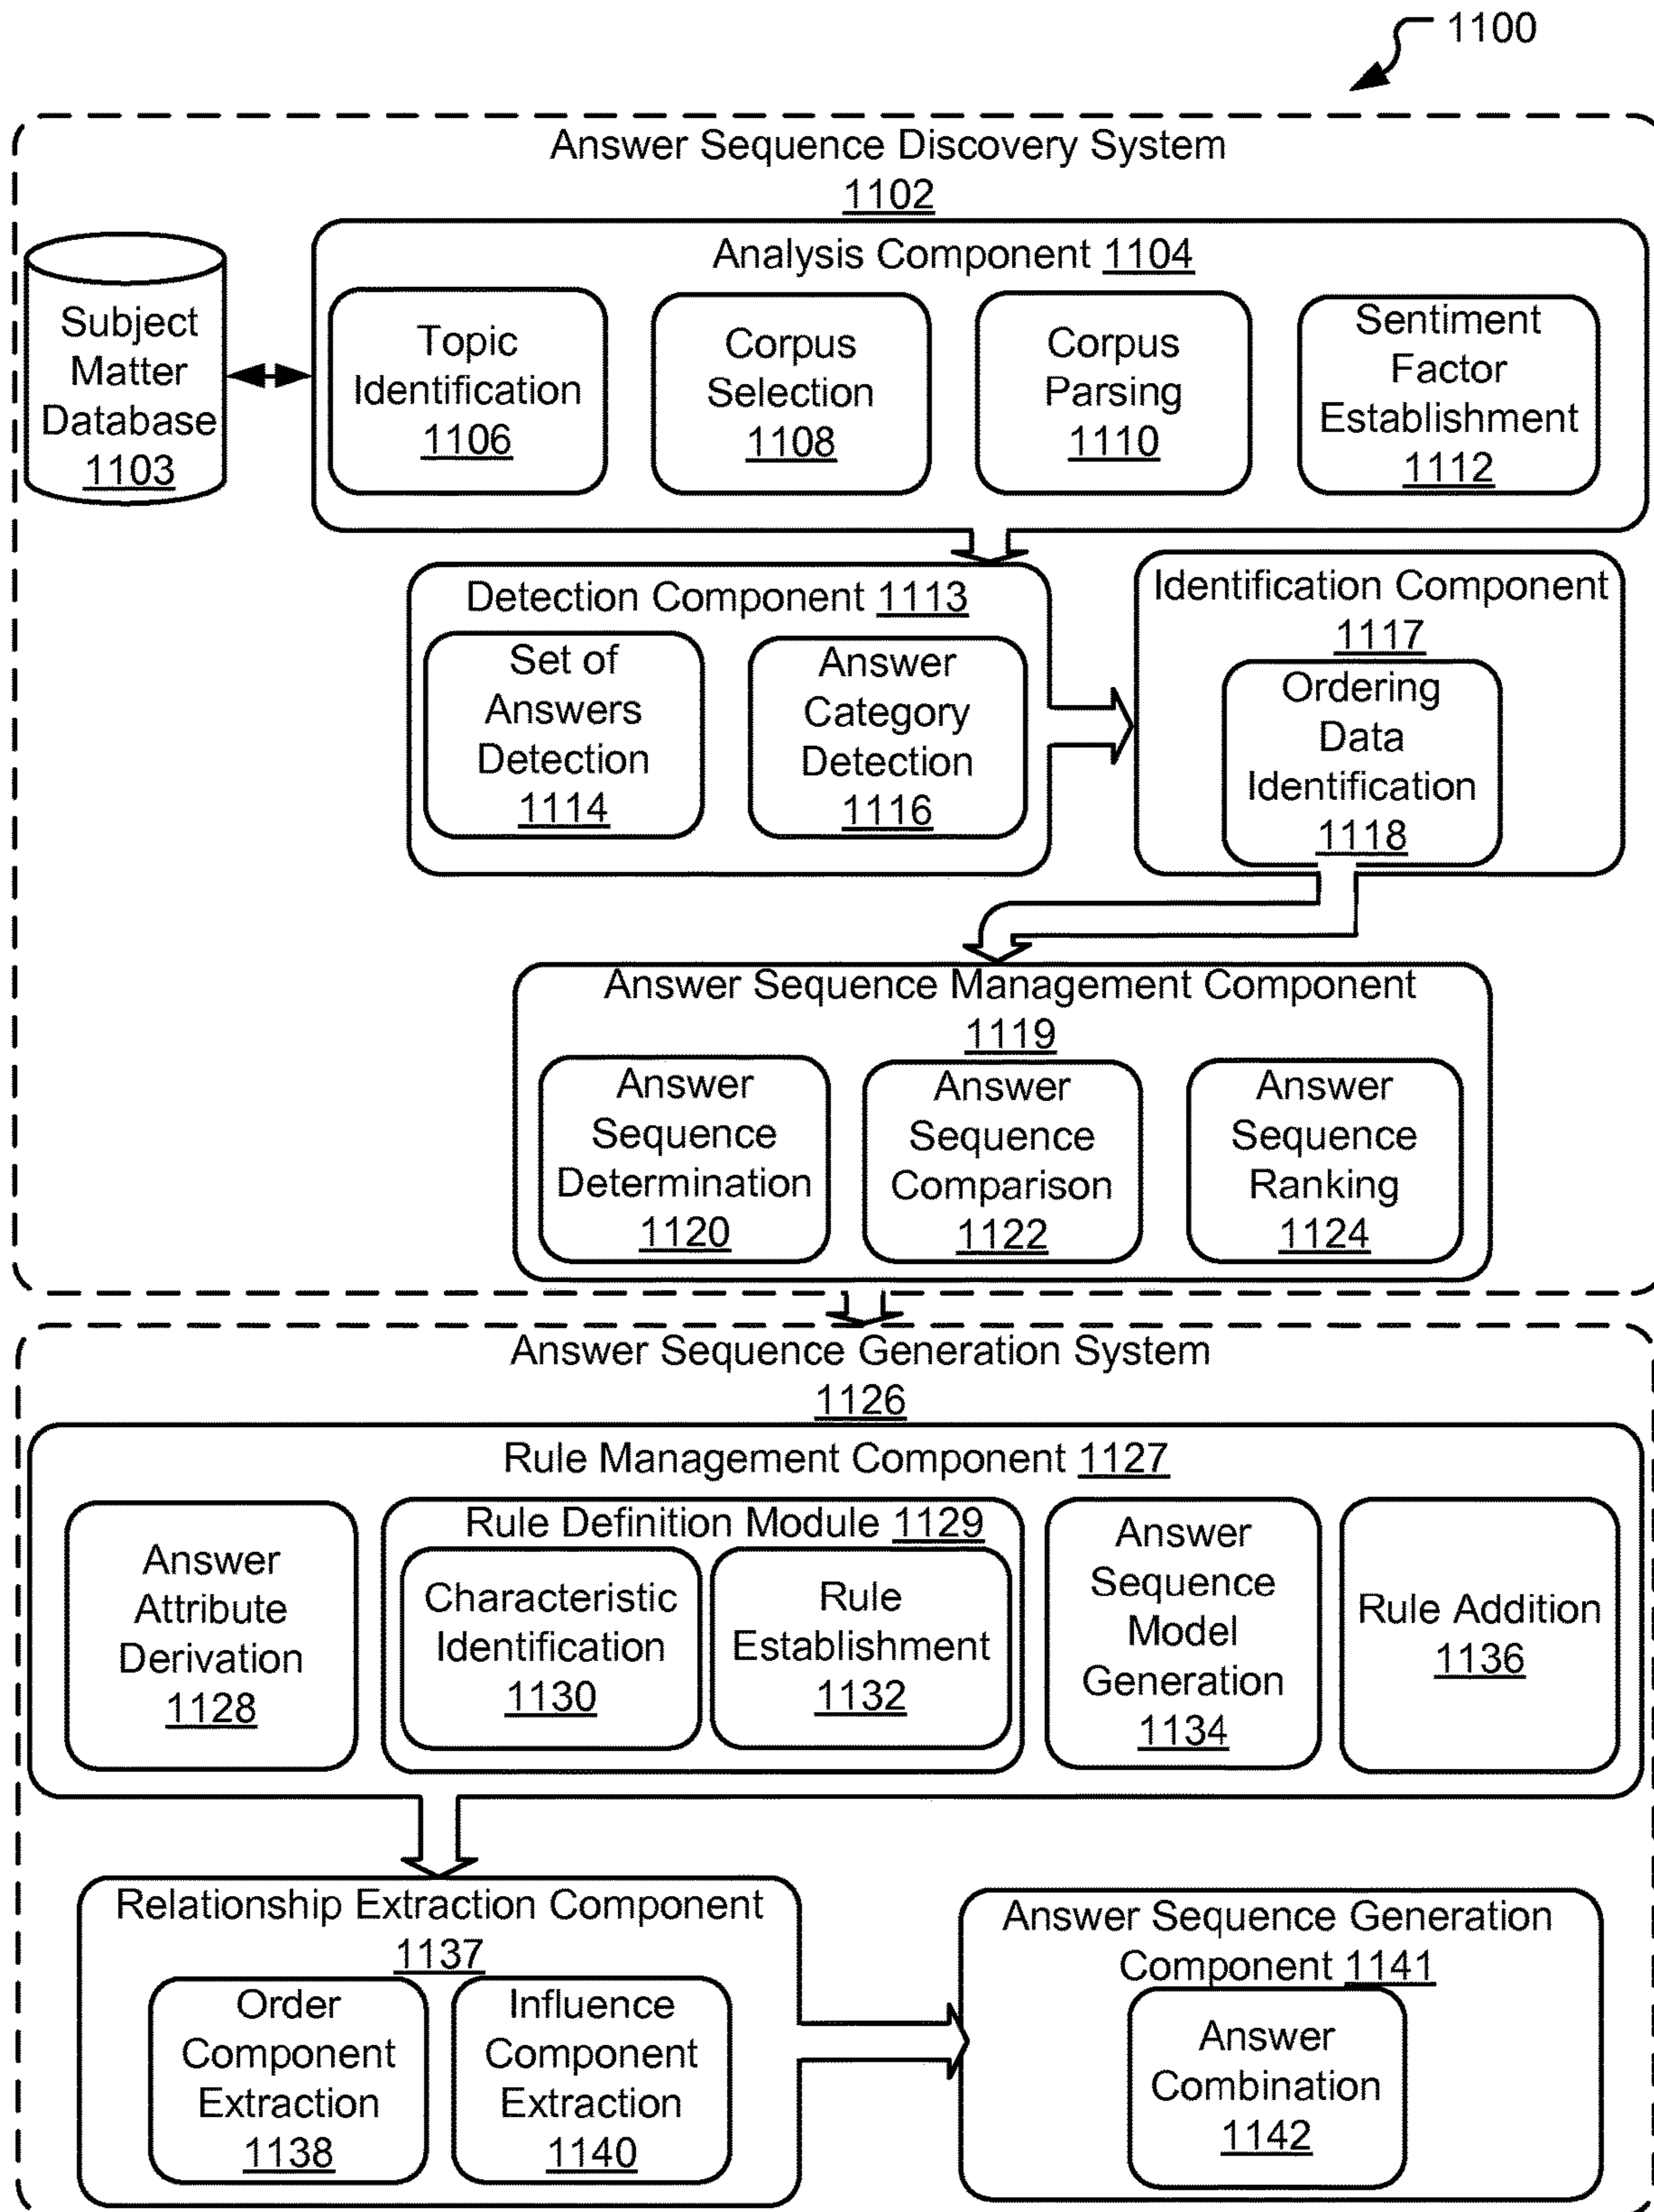 1100
Answer Sequence Discovery System
1102
Subject
Matter
Database
1103
Analysis Component 1104
Topic
Identification
1106
Corpus
Selection
1108
Corpus
Parsing
1110
Sentiment
Factor
Establishment
1112
Detection Component 1113
Set of
Answers
Detection
1114
Answer
Category
Detection
1116
Identification Component
1117
Ordering
Data
Identification
1118
Answer Sequence Management Component
1119
Answer
Sequence
Determination
1120
Answer
Sequence
Comparison
1122
Answer
Sequence
Ranking
1124
Answer Sequence Generation System
1126
Rule Management Component 1127
Answer
Attribute
Derivation
1128
Rule Definition Module 1129
Characteristic
Identification
1130
Rule
Establishment
1132
Answer
Sequence
Model
Generation
1134
Rule Addition
1136
Relationship Extraction Component
1137
Order
Component
Extraction
1138
Influence
Component
Extraction
1140
Answer Sequence Generation
Component 1141
Answer
Combination
1142